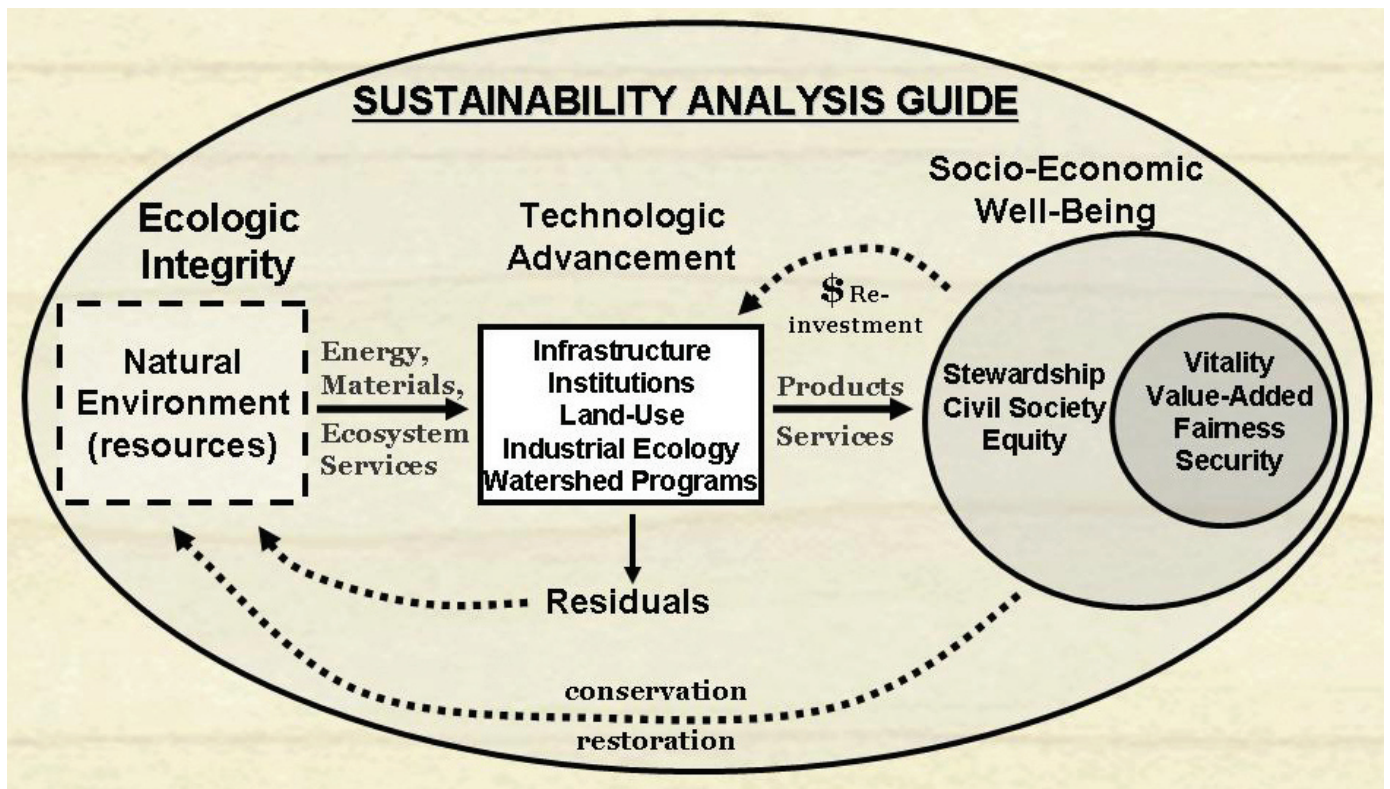 SUSTAINABILITY ANALYSIS GUIDE
Ecologic
Integrity
Natural
Environment
(resources)
Energy,
Materials,
Ecosystem
Services
Technologic
Advancement
Infrastructure
Institutions
Land-Use
Industrial Ecology
Watershed Programs
Residuals
$ Re-
investment
Products
Services
Socio-Economic
Well-Being
Stewardship
Civil Society
Equity
Vitality
Value-Added
Fairness
Security
conservation
restoration